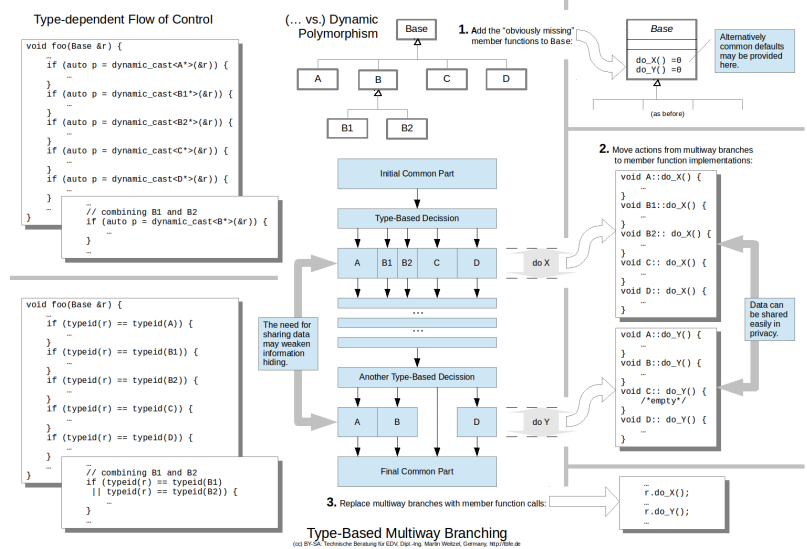 Type-dependent Flow of Control
void foo(Base &r) {
…
if (auto p = dynamic_cast<A*>(&r)) {
…
}
if (auto p = dynamic_cast<B1*>(&r)) {
…
}
if (auto p = dynamic_cast<B2*>(&r)) {
…
}
if (auto p = dynamic_cast<C*>(&r)) {
…
}
if (auto p = dynamic_cast<D*>(&r)) {
…
}
…
}
…
// combining B1 and B2
if (auto p = dynamic_cast<B*>(&r)) {
…
}
…
void foo(Base &r) {
…
if (typeid(r) == typeid(A)) {
…
}
if (typeid(r) == typeid(B1)) {
…
}
if (typeid(r) == typeid(B2)) {
…
}
if (typeid(r) == typeid(C)) {
…
}
if (typeid(r) == typeid(D)) {
…
}
…
}
…
// combining B1 and B2
if (typeid(r) == typeid(B1)
|| typeid(r) == typeid(B2)) {
…
}
…
(… vs.) Dynamic
Polymorphism
Base
A
B
C
D
B1
B2
Initial Common Part
Type-Based Decission
A
B1
B2
C
D
do X
…
…
The need for
sharing data
may weaken
information
hiding.
Another Type-Based Decission
A
B
D
do Y
Final Common Part
1. Add the "obviously missing"
member functions to Base:
Base
do_X() =0
do_Y() =0
Alternatively
common defaults
may be provided
here.
(as before)
2. Move actions from multiway branches
to member function implementations:
void A::do_X() {
…
}
void B1::do_X() {
…
}
void B2:: do_X() {
…
}
void C:: do_X() {
…
}
void D:: do_X() {
…
}
Data can
be shared
easily in
privacy.
void A::do_Y() {
…
}
void B::do_Y() {
…
}
void C:: do_Y() {
/*empty*/
}
void D:: do_Y() {
…
}
3. Replace multiway branches with member function calls:
…
r.do_X();
…
r.do_Y();
…
Type-Based Multiway Branching
(cc) BY-SA: Technische Beratung für EDV, Dipl.-Ing. Martin Weitzel, Germany, http://tbfe.de